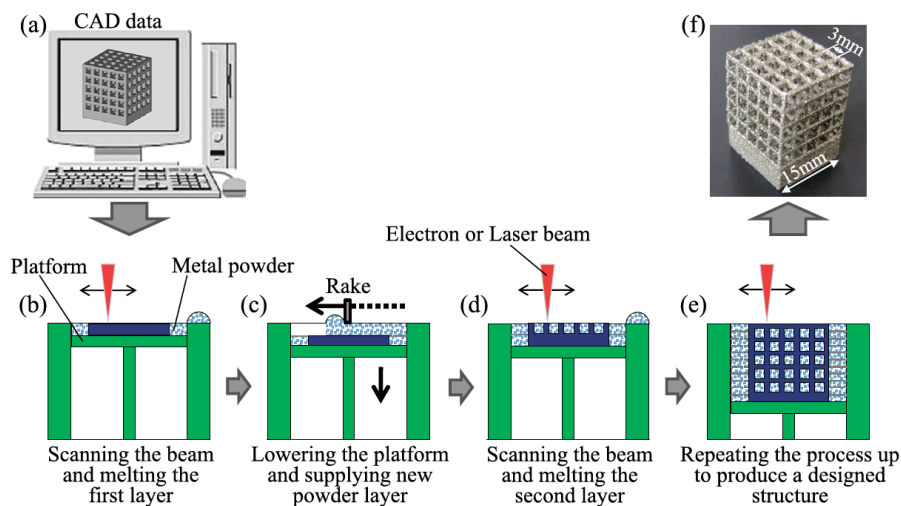 (a)
CAD data
(f)
3mm
15mm
Electron or Laser beam
Platform
Metal powder
Rake
(b)
(c)
(d)
(e)
Scanning the beam
and melting the
first layer
Lowering the platform
and supplying new
powder layer
Scanning the beam
and melting the
second layer
Repeating the process up
to produce a designed
structure